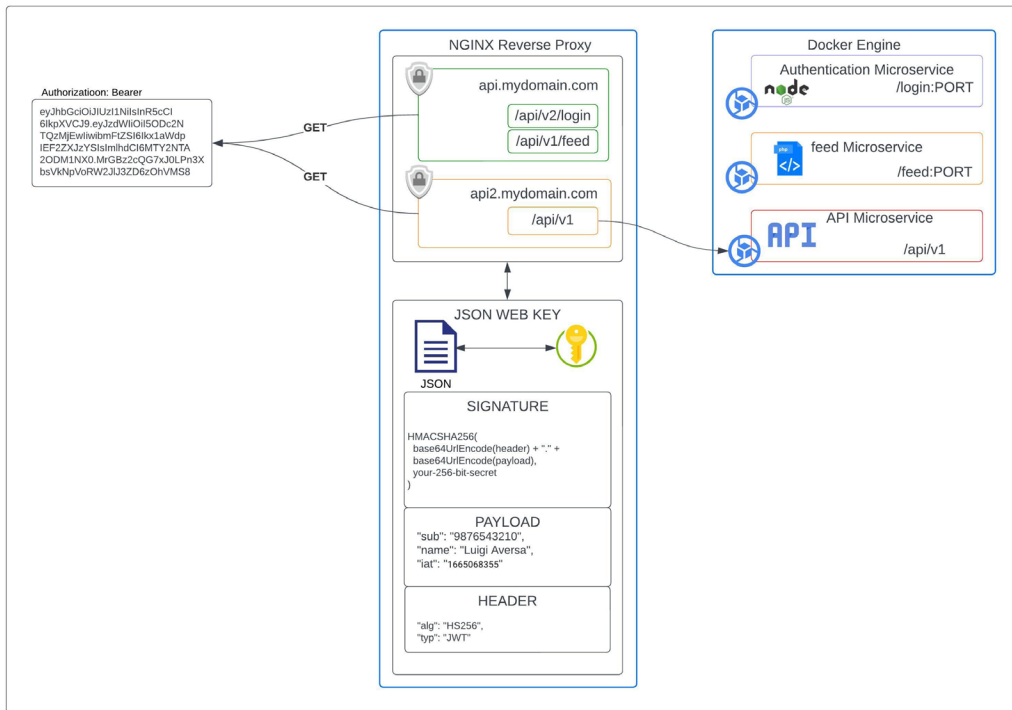 NGINX Reverse Proxy
Docker Engine
api.mydomain.com
/api/v2/login
/api/v1/feed
api2.mydomain.com
/api/v1
Authorizatioon: Bearer
eyJhbGciOiJIUzI1NiIsInR5cCI
6IkpXVCJ9.eyJzdWIiOiI5ODc2N
TQzMjEwIiwibmFtZSI6Ikx1aWdp
IEF2ZXJzYSIsImlhdCI6MTY2NTA
2ODM1NX0.MrGBz2cQG7xJ0LPn3X
bsVkNpVoRW2JlJ3ZD6zOhVMS8
GET
GET
Authentication Microservice
node
JS
/login:PORT
php
</>
feed Microservice
/feed:PORT
API Microservice
API
/api/v1
JSON WEB KEY
JSON
SIGNATURE
HMACSHA256(
base64UrlEncode(header) + "." +
base64UrlEncode(payload),
your-256-bit-secret
)
PAYLOAD
"sub": "9876543210",
"name": "Luigi Aversa",
"iat": "1665068355"
HEADER
"alg": "HS256",
"typ": "JWT"